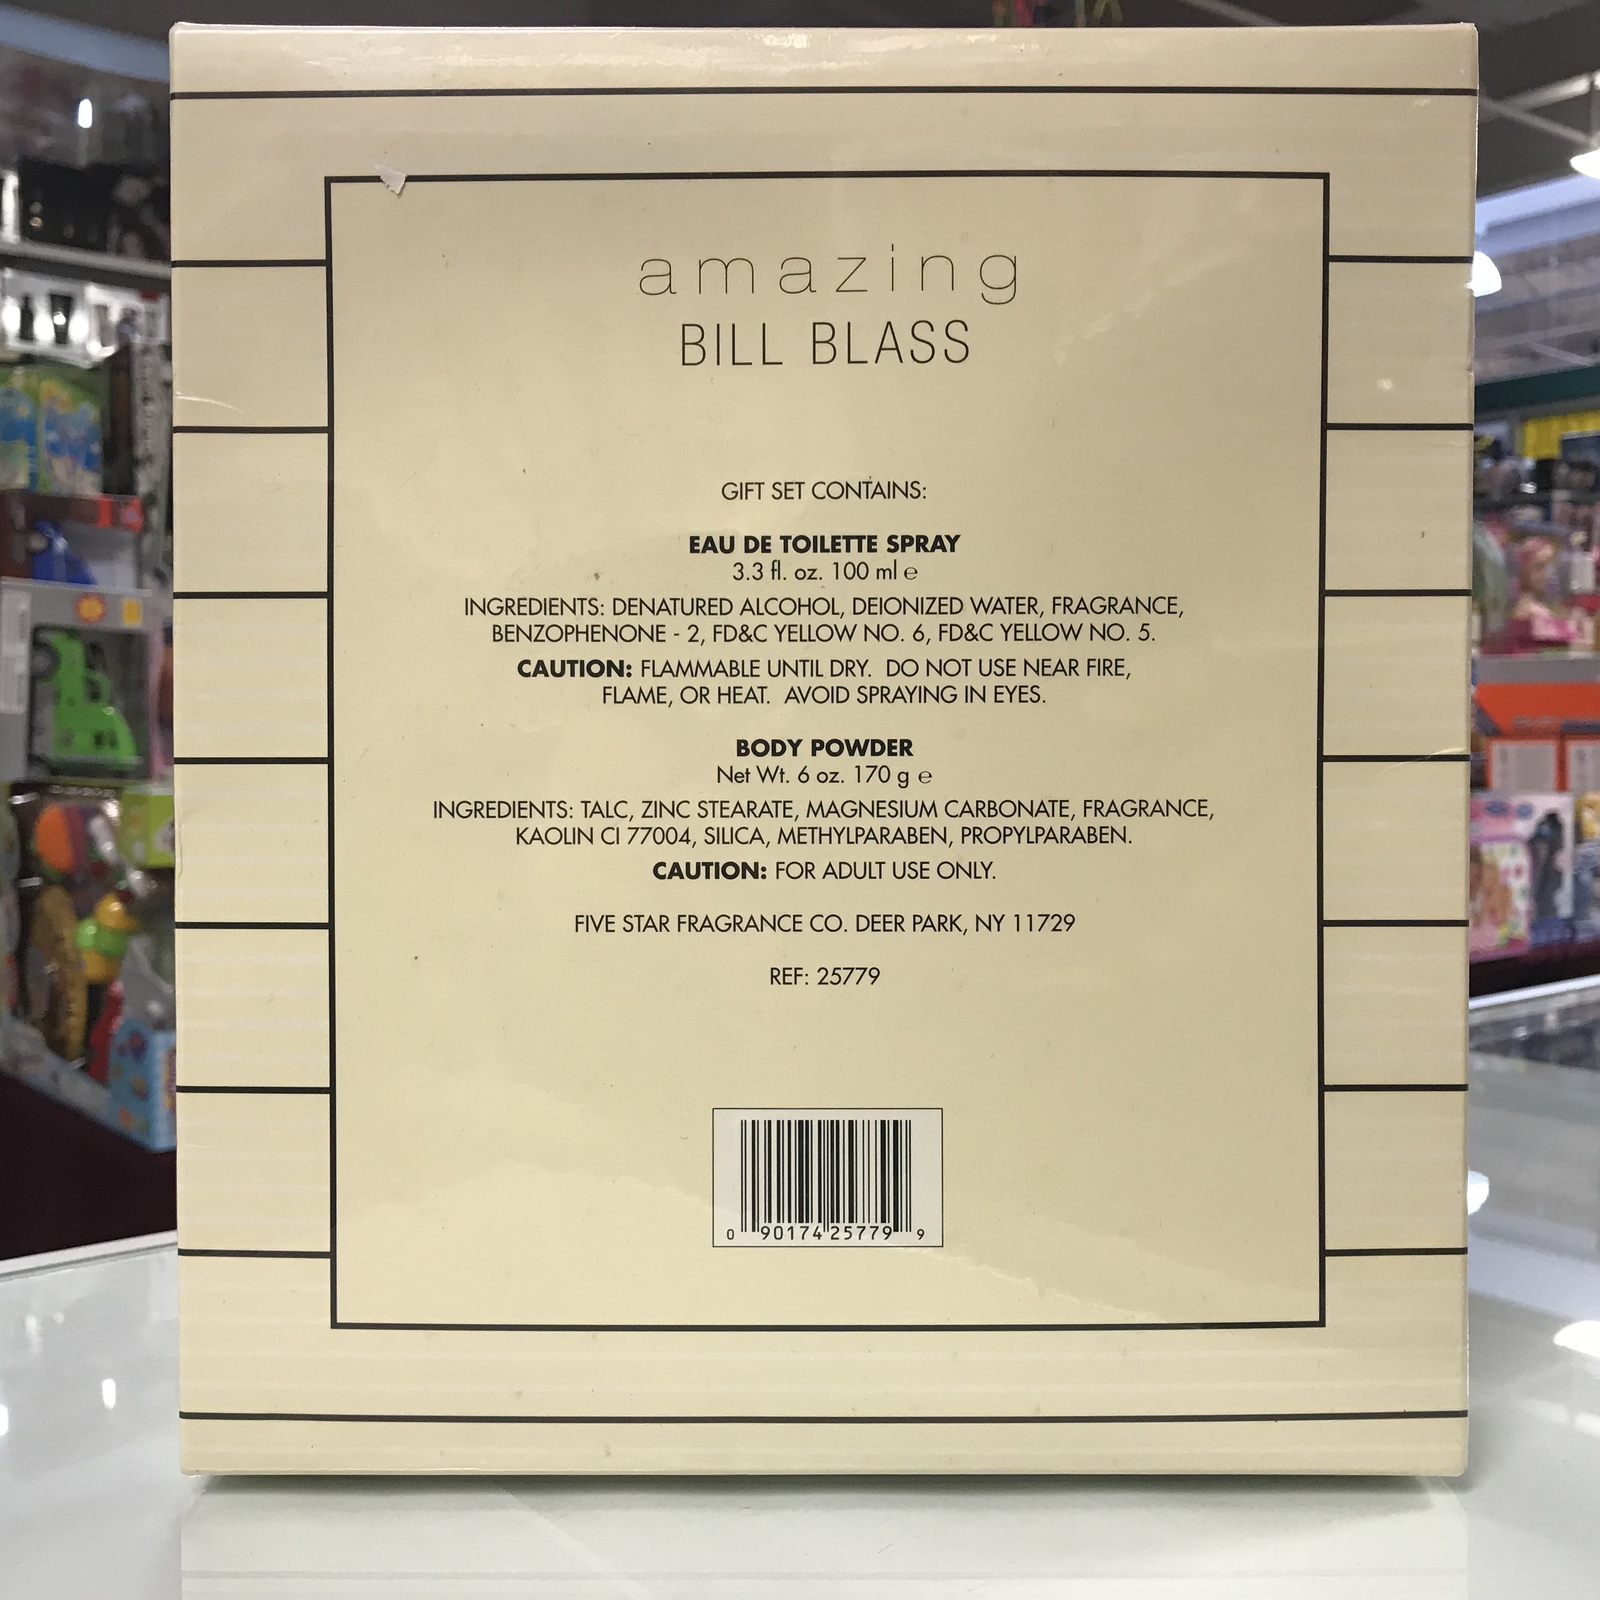 amazing
BILL BLASS
GIFT SET CONTAINS:
EAU DE TOILETTE SPRAY
3.3 fl. oz. 100 ml ℮
INGREDIENTS: DENATURED ALCOHOL, DEIONIZED WATER, FRAGRANCE,
BENZOPHENONE - 2, FD&C YELLOW NO. 6, FD&C YELLOW NO. 5.
CAUTION: FLAMMABLE UNTIL DRY. DO NOT USE NEAR FIRE,
FLAME, OR HEAT. AVOID SPRAYING IN EYES.
BODY POWDER
Net Wt. 6 oz. 170 g ℮
INGREDIENTS: TALC, ZINC STEARATE, MAGNESIUM CARBONATE, FRAGRANCE,
KAOLIN CI 77004, SILICA, METHYLPARABEN, PROPYLPARABEN.
CAUTION: FOR ADULT USE ONLY.
FIVE STAR FRAGRANCE CO. DEER PARK, NY 11729
REF: 25779
0 90174 25779 9